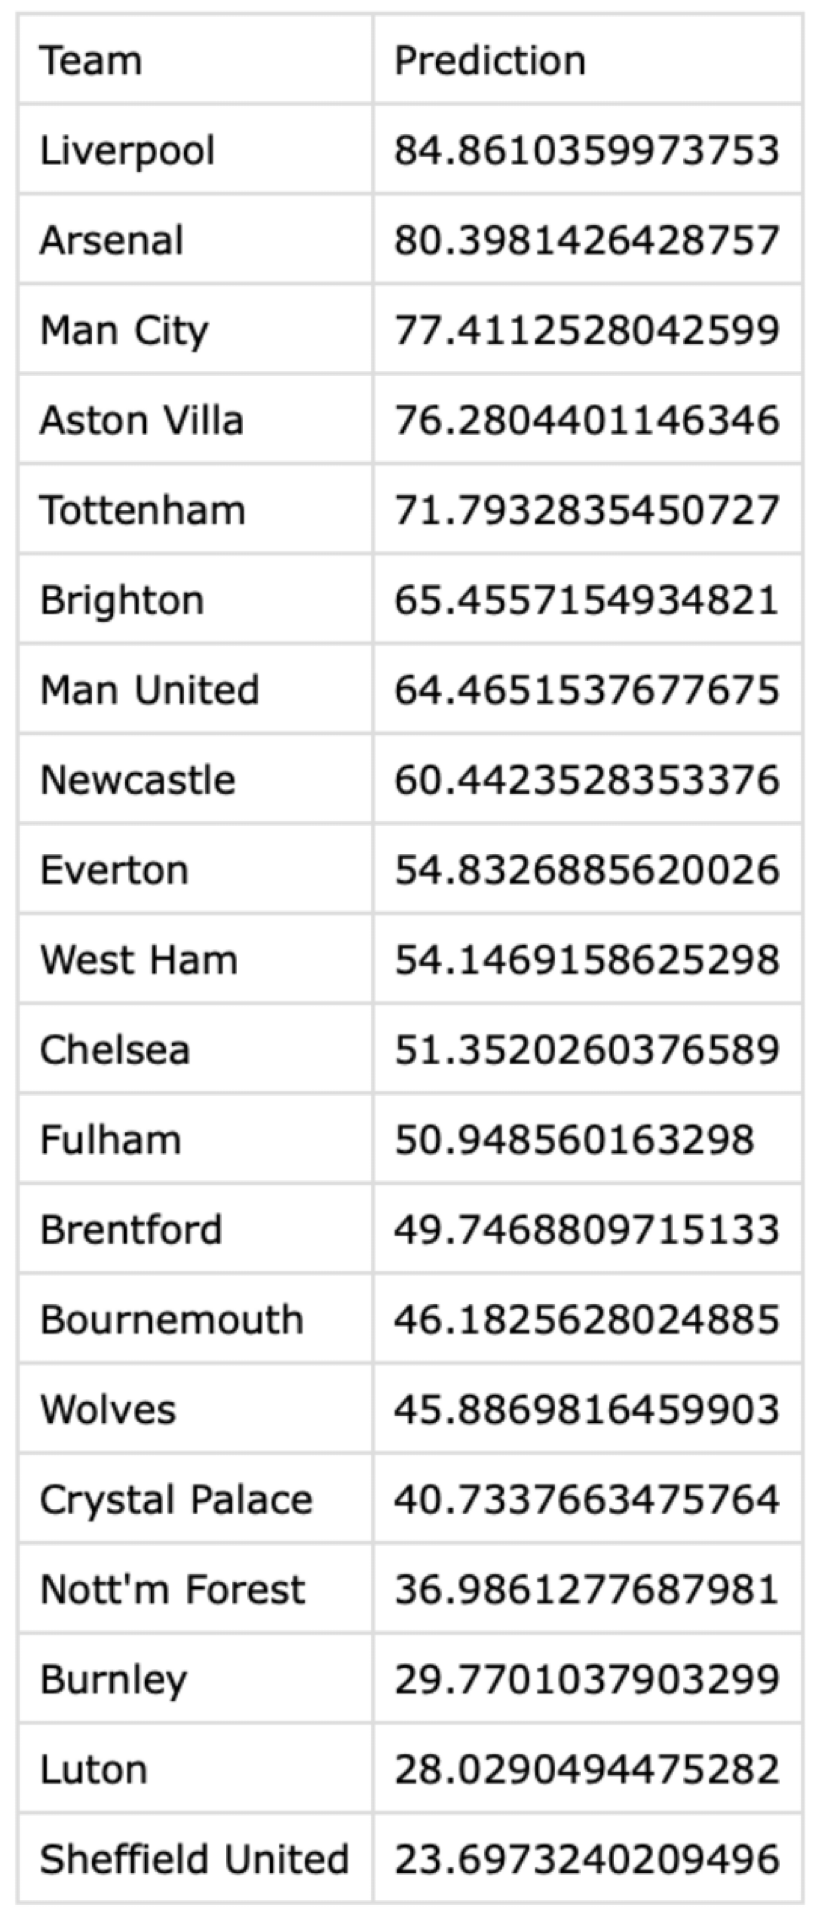 Team Prediction
Liverpool 84.8610359973753
Arsenal 80.3981426428757
Man City 77.4112528042599
Aston Villa 76.2804401146346
Tottenham 71.7932835450727
Brighton 65.4557154934821
Man United 64.4651537677675
Newcastle 60.4423528353376
Everton 54.8326885620026
West Ham 54.1469158625298
Chelsea 51.3520260376589
Fulham 50.948560163298
Brentford 49.7468809715133
Bournemouth 46.1825628024885
Wolves 45.8869816459903
Crystal Palace 40.7337663475764
Nott'm Forest 36.9861277687981
Burnley 29.7701037903299
Luton 28.0290494475282
Sheffield United 23.6973240209496